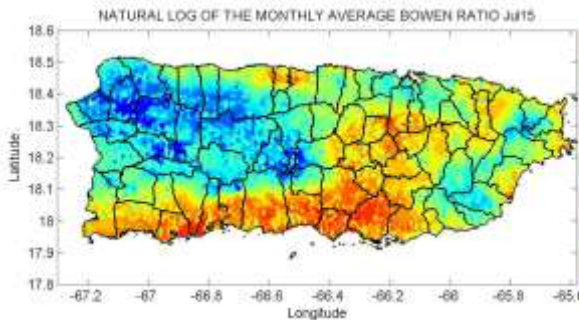 NATURAL LOG OF THE MONTHLY AVERAGE BOWEN RATIO Jul15
18.6
18.5
18.4
18.3
18.2
18.1
18
17.9
17.8
Latitude
-67.2 -67 -66.8 -66.6 -66.4 -66.2 -66 -65.8 -65.6
Longitude